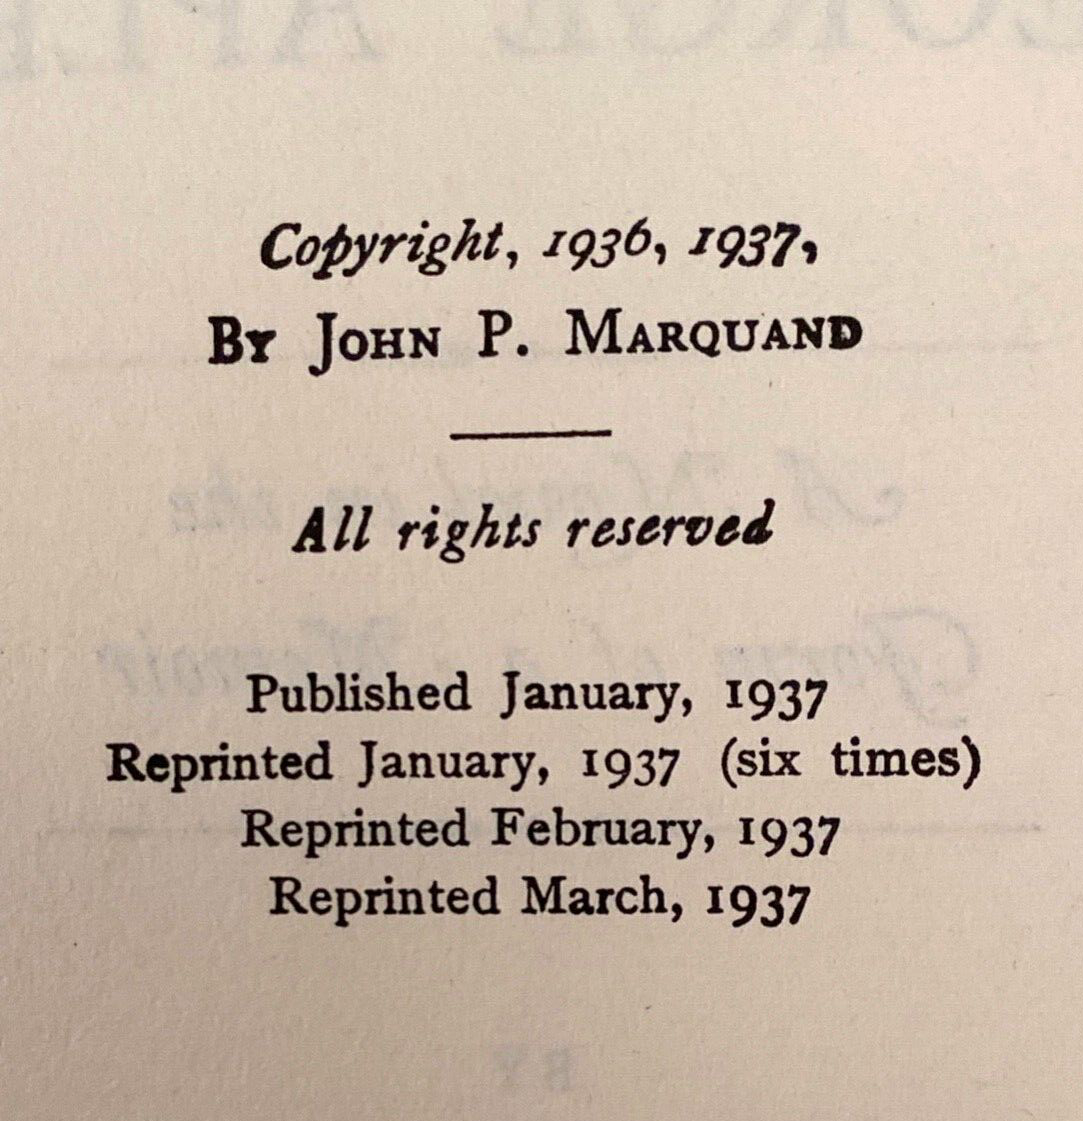 Copyright, 1936, 1937,
By John P. Marquand
All rights reserved
Published January, 1937
Reprinted January, 1937 (six times)
Reprinted February, 1937
Reprinted March, 1937